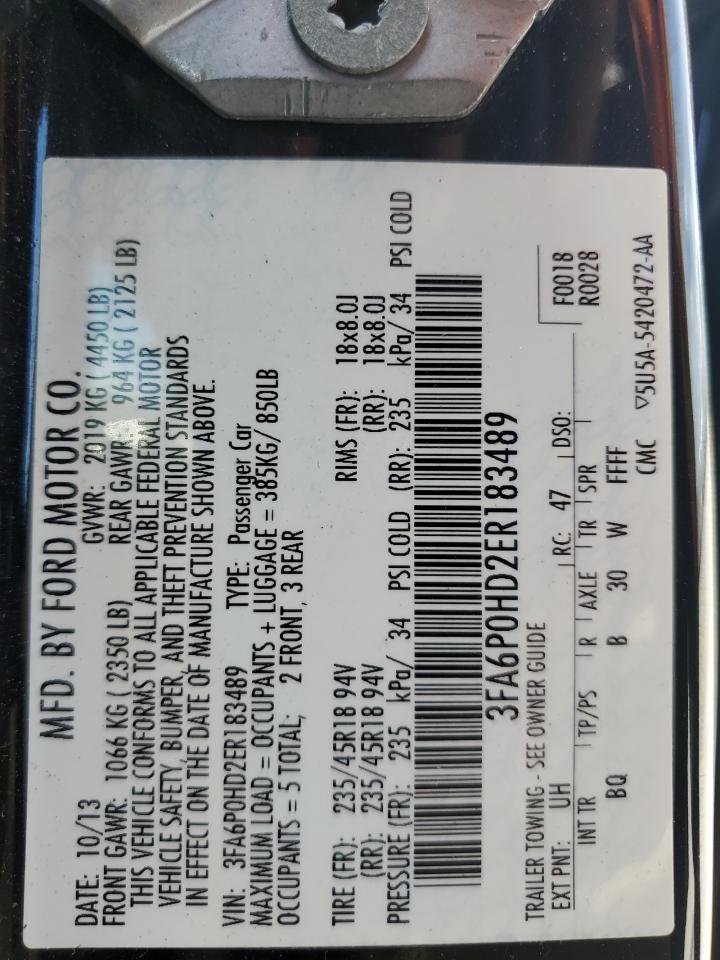 MFD. BY FORD MOTOR CO.
DATE: 10/13 GVWR: 2019 KG ( 4450 LB)
FRONT GAWR: 1066 KG ( 2350 LB) REAR GAWR: 964 KG ( 2125 LB)
THIS VEHICLE CONFORMS TO ALL APPLICABLE FEDERAL MOTOR
VEHICLE SAFETY, BUMPER, AND THEFT PREVENTION STANDARDS
IN EFFECT ON THE DATE OF MANUFACTURE SHOWN ABOVE.
VIN: 3FA6P0HD2ER183489 TYPE: Passenger Car
MAXIMUM LOAD = OCCUPANTS + LUGGAGE = 385KG/ 850LB
OCCUPANTS = 5 TOTAL; 2 FRONT, 3 REAR
TIRE (FR): 235/45R18 94V RIMS (FR): 18x8.0J
(RR): 235/45R18 94V (RR): 18x8.0J
PRESSURE (FR): 235 kPa/ 34 PSI COLD (RR): 235 kPa/ 34 PSI COLD
3FA6P0HD2ER183489
TRAILER TOWING - SEE OWNER GUIDE
F0018
EXT PNT: UH RC: 47 DSO: R0028
INT TR TP/PS R AXLE TR SPR
BQ B 30 W FFFF
CMC ▽5U5A-5420472-AA